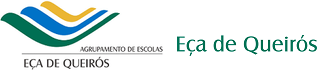 AGRUPAMENTO DE ESCOLAS
EÇA DE QUEIRÓS
Eça de Queirós